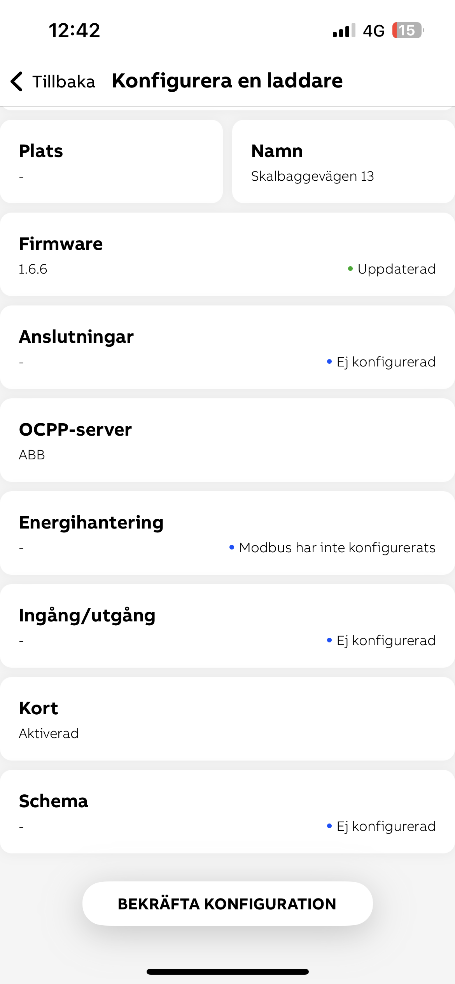 12:42
4G
15
Tillbaka
Konfigurera en laddare
Plats
-
Namn
Skalbaggevägen 13
Firmware
1.6.6
Uppdaterad
Anslutningar
-
Ej konfigurerad
OCPP-server
ABB
Energihantering
-
Modbus har inte konfigurerats
Ingång/utgång
-
Ej konfigurerad
Kort
Aktiverad
Schema
-
Ej konfigurerad
BEKRÄFTA KONFIGURATION